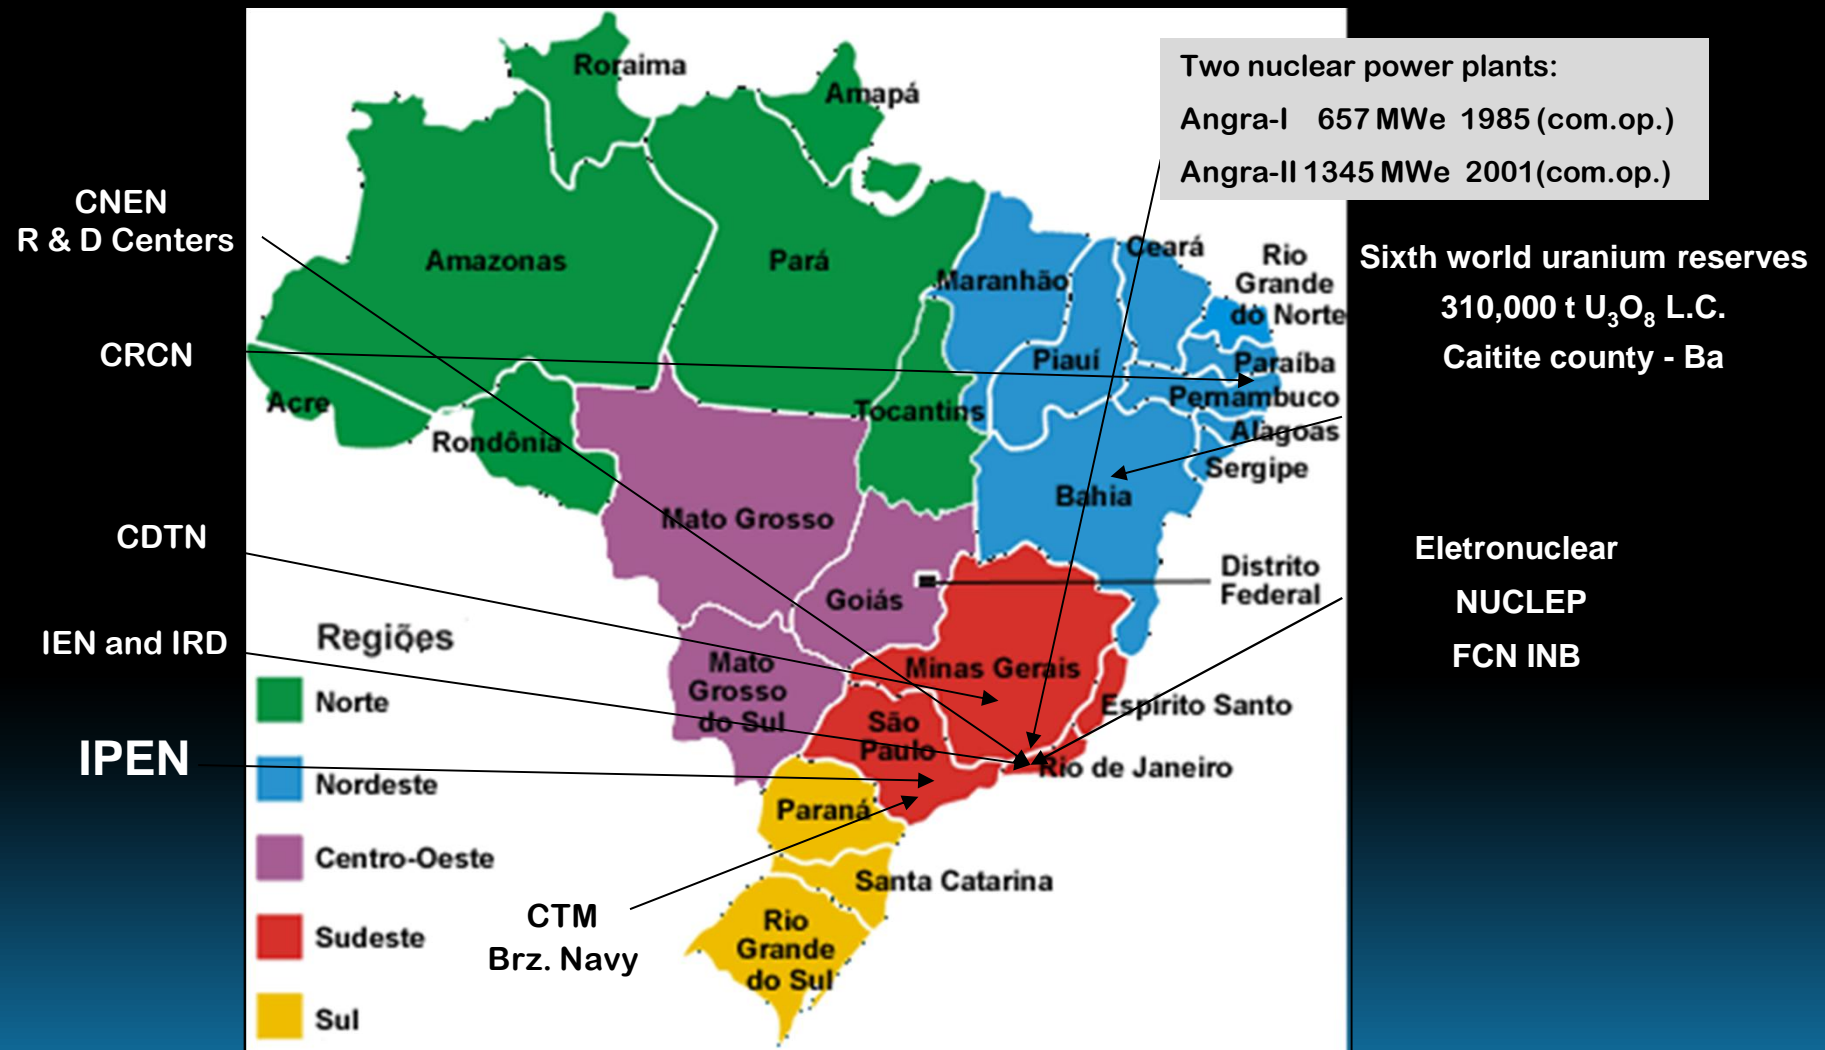 Two nuclear power plants:
Angra-I 657 MWe 1985 (com.op.)
Angra-II 1345 MWe 2001(com.op.)
CNEN
R & D Centers
CRCN
CDTN
IEN and IRD
IPEN
CTM
Brz. Navy
Sixth world uranium reserves
310,000 t U₃O₈ L.C.
Caitite county - Ba
Eletronuclear
NUCLEP
FCN INB
Roraima
Amapá
Amazonas
Pará
Maranhão
Ceará
Rio
Grande
do Norte
Piauí
Paraíba
Pernambuco
Acre
Tocantins
Alagoas
Rondônia
Sergipe
Bahia
Mato Grosso
Distrito
Federal
Goiás
Mato
Grosso
do Sul
Minas Gerais
Espírito Santo
São
Paulo
Rio de Janeiro
Paraná
Santa Catarina
Rio
Grande
do Sul
Regiões
Norte
Nordeste
Centro-Oeste
Sudeste
Sul